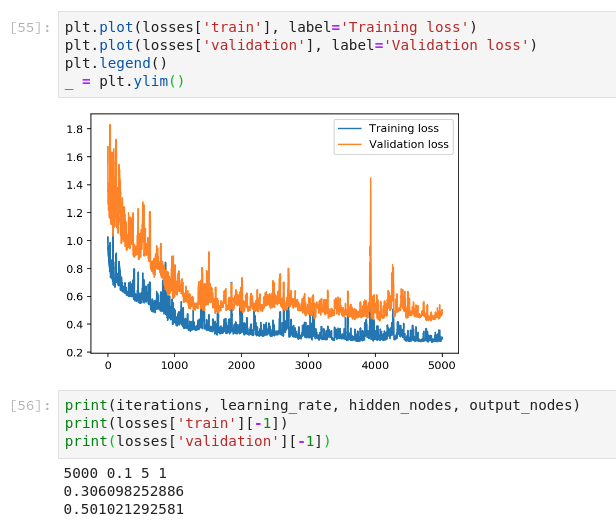 [55]: plt.plot(losses['train'], label='Training loss')
plt.plot(losses['validation'], label='Validation loss')
plt.legend()
_ = plt.ylim()
1.8
1.6
1.4
1.2
1.0
0.8
0.6
0.4
0.2
Training loss
Validation loss
0 1000 2000 3000 4000 5000
[56]: print(iterations, learning_rate, hidden_nodes, output_nodes)
print(losses['train'][-1])
print(losses['validation'][-1])
5000 0.1 5 1
0.306098252886
0.501021292581